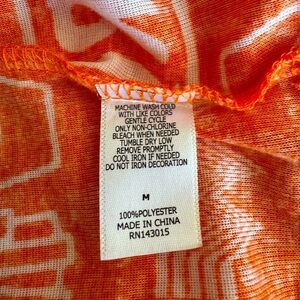 MACHINE WASH COLD
WITH LIKE COLORS
GENTLE CYCLE
ONLY NON-CHLORINE
BLEACH WHEN NEEDED
TUMBLE DRY LOW
REMOVE PROMPTLY
COOL IRON IF NEEDED
DO NOT IRON DECORATION
M
100%POLYESTER
MADE IN CHINA
RN143015